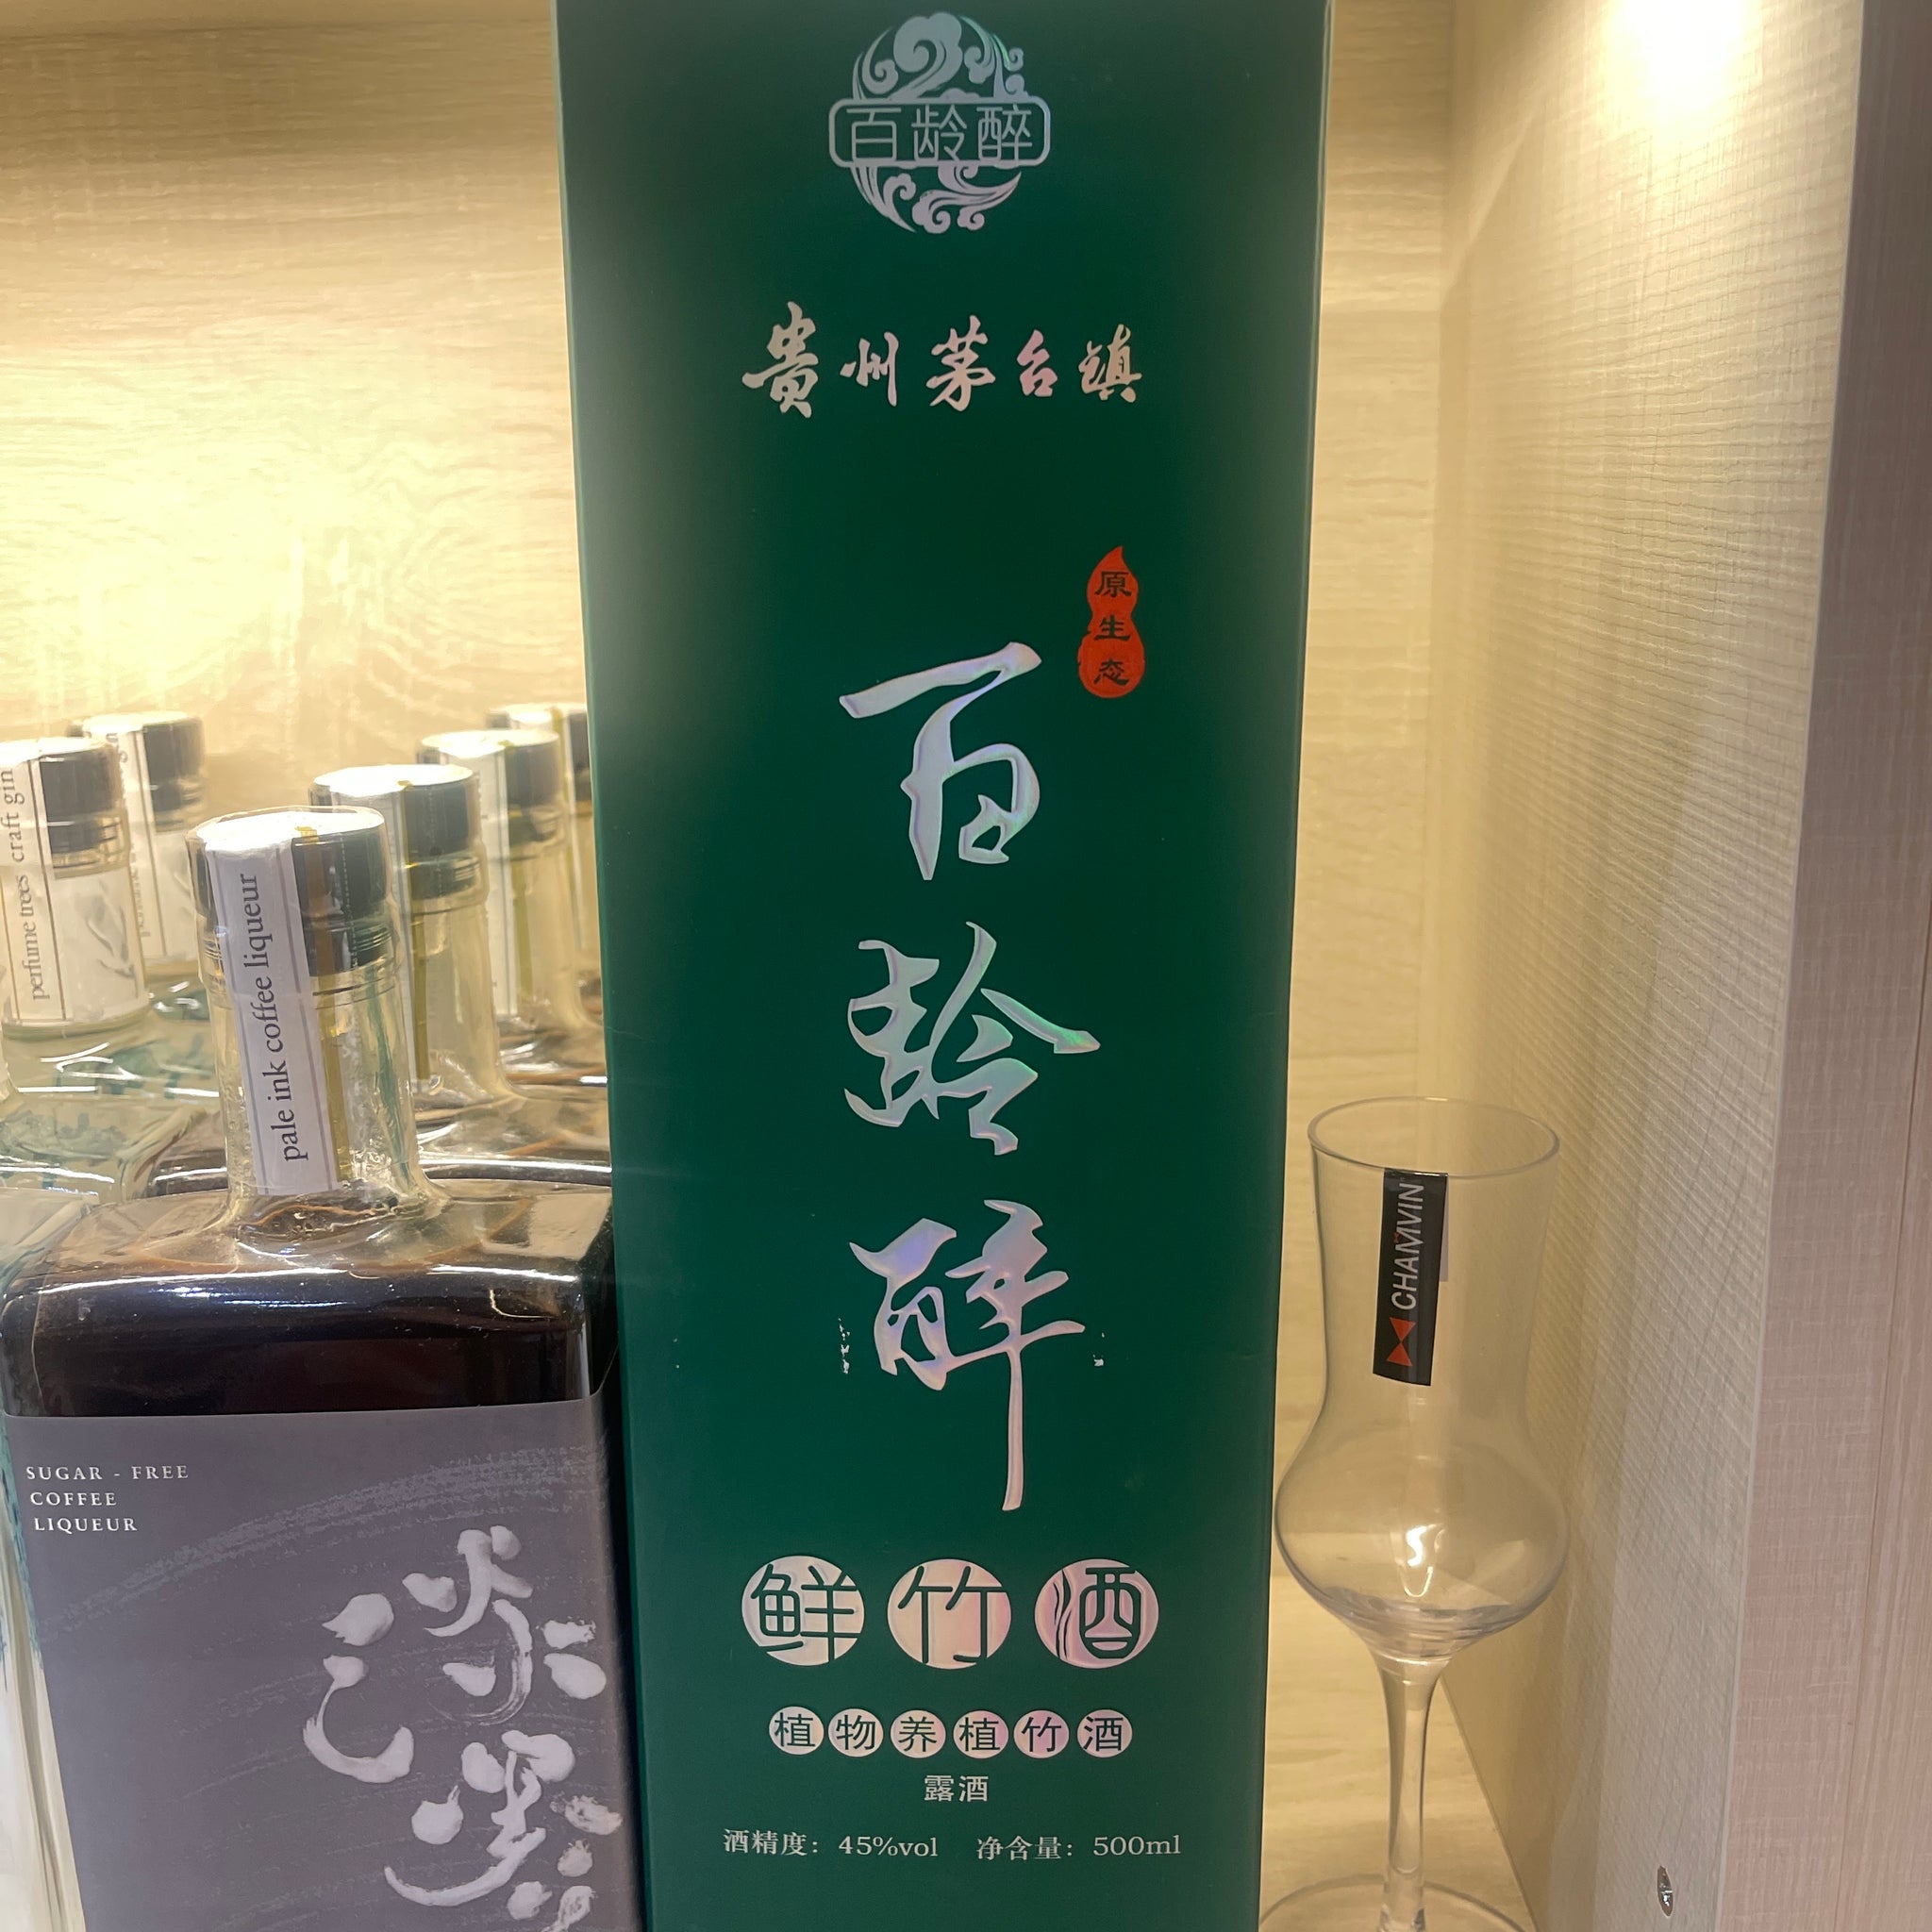 百龄醉
贵州茅台镇
原生态
百龄醉
鲜竹酒
植物养植竹酒
露酒
酒精度：45%vol 净含量：500ml
perfume trees craft gin
pale ink coffee liqueur
SUGAR - FREE
COFFEE
LIQUEUR
淡墨
CHAMVIN